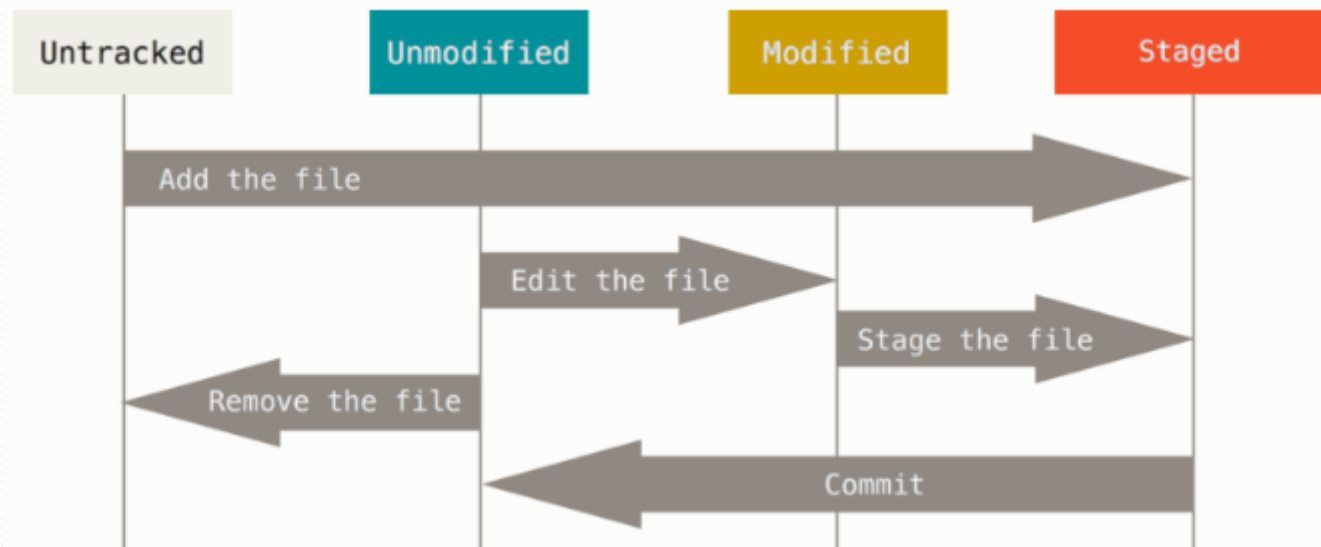 Untracked
Unmodified
Modified
Staged
Add the file
Edit the file
Stage the file
Remove the file
Commit